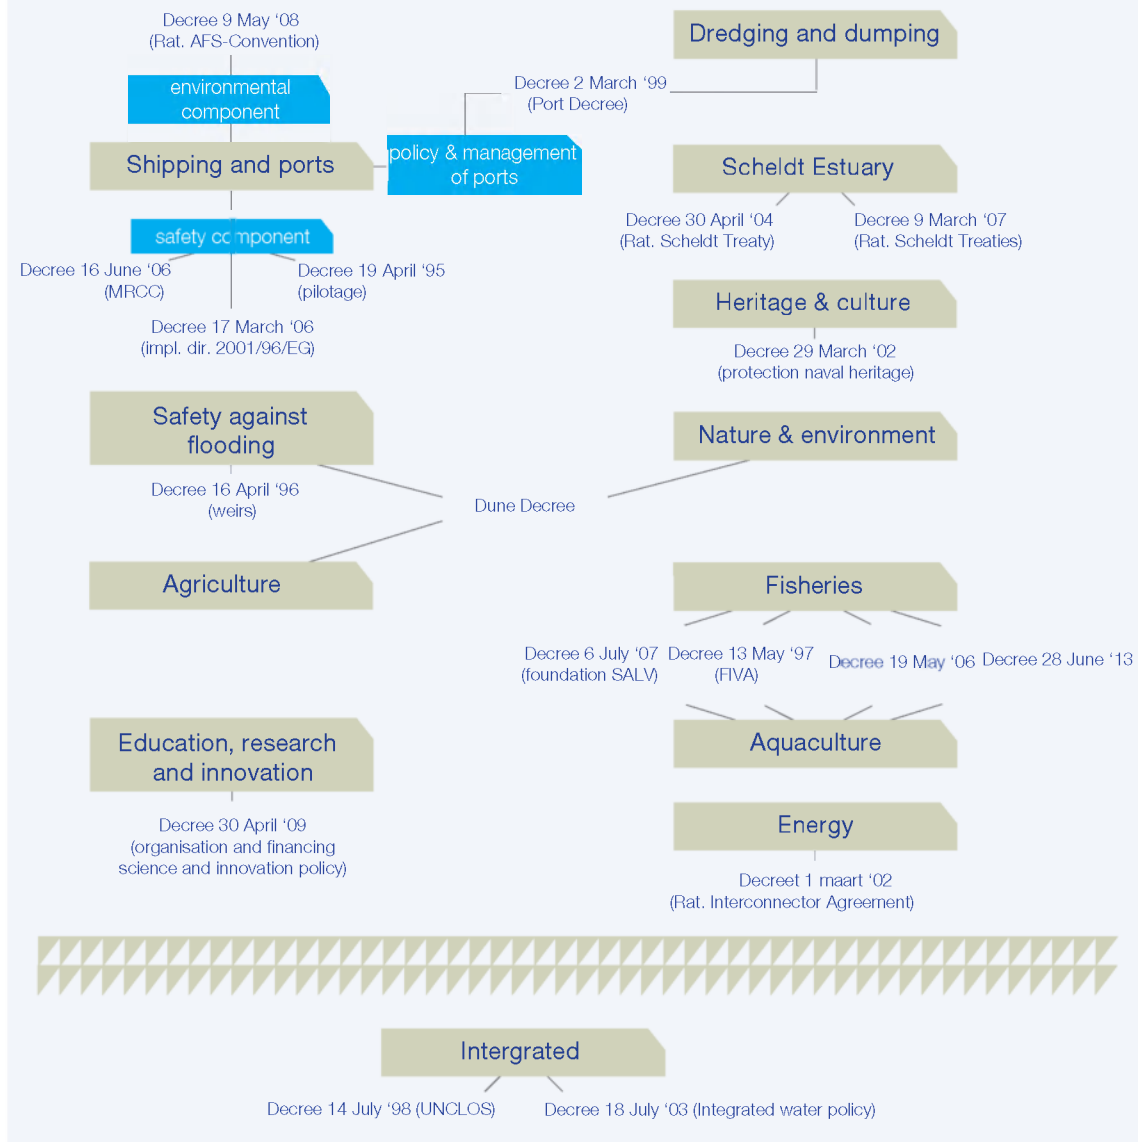 Decree 9 May ‘08
(Rat. AFS-Convention)
environmental
component
Shipping and ports
policy & management
of ports
safety component
Decree 16 June ‘06
(MRCC)
Decree 19 April ‘95
(pilotage)
Decree 17 March ‘06
(impl. dir. 2001/96/EG)
Dredging and dumping
Decree 2 March ‘99
(Port Decree)
Scheldt Estuary
Decree 30 April ‘04
(Rat. Scheldt Treaty)
Decree 9 March ‘07
(Rat. Scheldt Treaties)
Heritage & culture
Decree 29 March ‘02
(protection naval heritage)
Safety against
flooding
Decree 16 April ‘96
(weirs)
Nature & environment
Dune Decree
Agriculture
Fisheries
Decree 6 July ‘07
(foundation SALV)
Decree 13 May ‘97
(FIVA)
Decree 19 May ‘06
Decree 28 June ‘13
Aquaculture
Education, research
and innovation
Decree 30 April ‘09
(organisation and financing
science and innovation policy)
Energy
Decreet 1 maart ‘02
(Rat. Interconnector Agreement)
Intergrated
Decree 14 July ‘98 (UNCLOS)
Decree 18 July ‘03 (Integrated water policy)